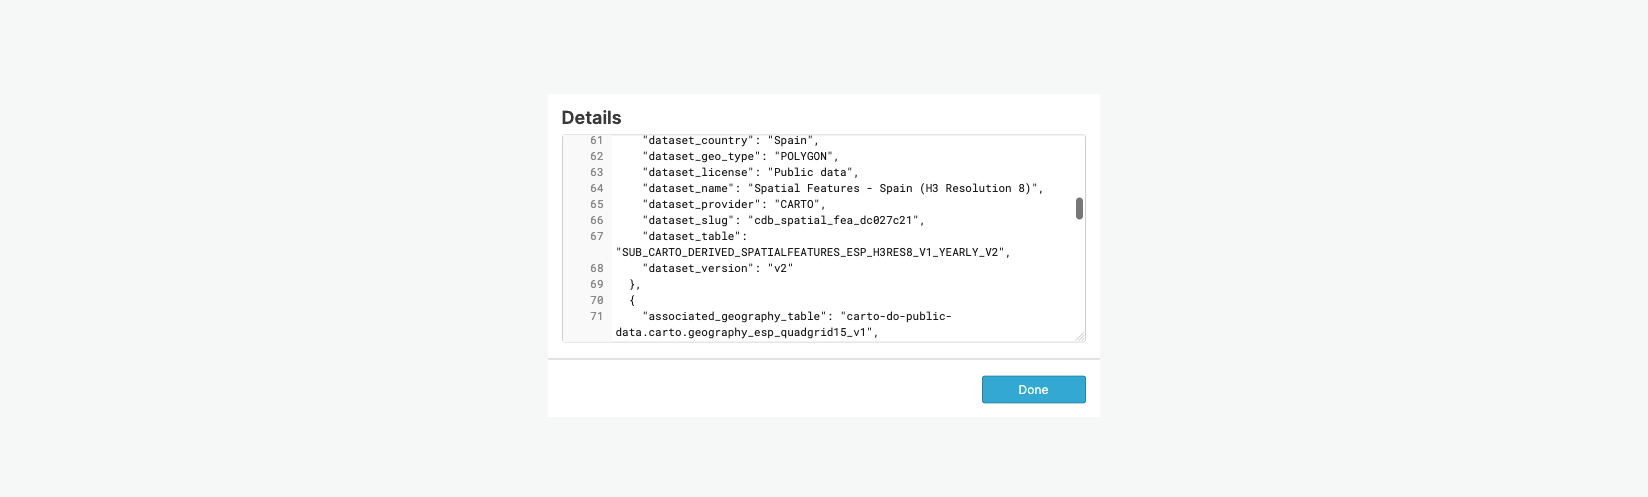 Details
61 "dataset_country": "Spain",
62 "dataset_geo_type": "POLYGON",
63 "dataset_license": "Public data",
64 "dataset_name": "Spatial Features - Spain (H3 Resolution 8)",
65 "dataset_provider": "CARTO",
66 "dataset_slug": "cdb_spatial_fea_dc027c21",
67 "dataset_table":
"SUB_CARTO_DERIVED_SPATIALFEATURES_ESP_H3RES8_V1_YEARLY_V2",
68 "dataset_version": "v2"
69 },
70 {
71 "associated_geography_table": "carto-do-public-
data.carto.geography_esp_quadgrid15_v1",
Done